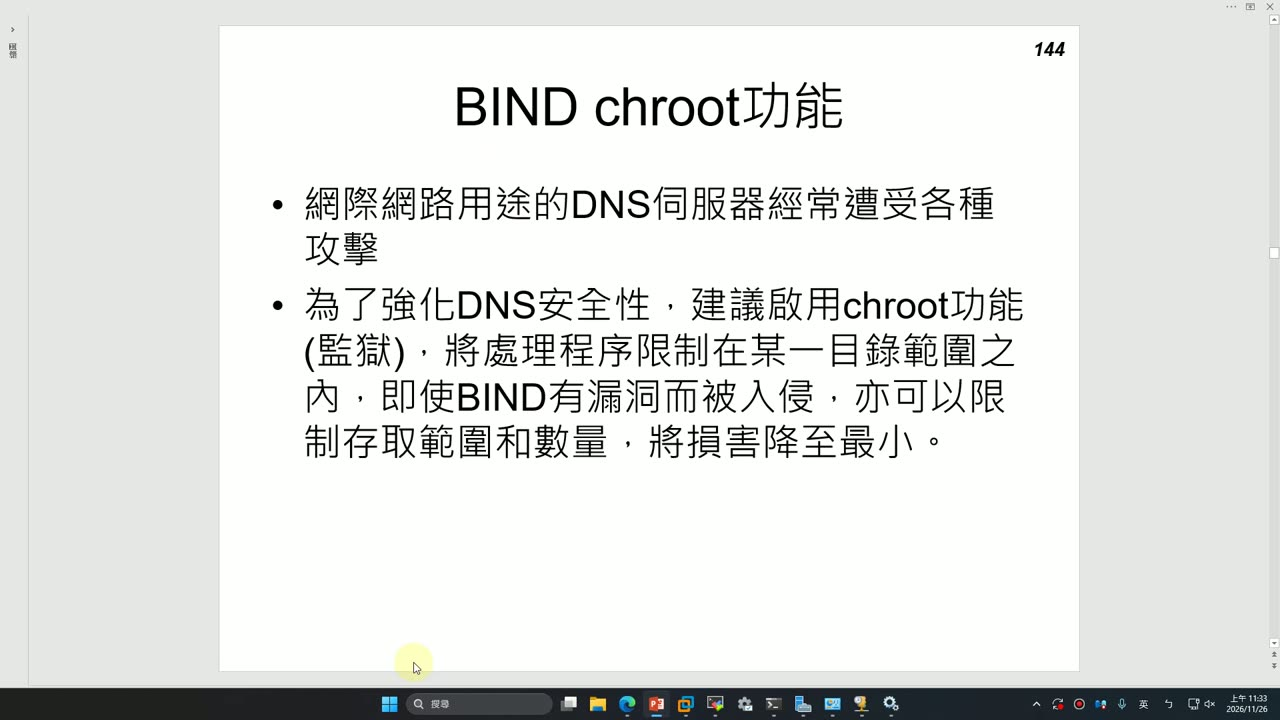 144
BIND chroot功能
• 網際網路用途的DNS伺服器經常遭受各種
攻擊
• 為了強化DNS安全性，建議啟用chroot功能
(監獄)，將處理程序限制在某一目錄範圍之
內，即使BIND有漏洞而被入侵，亦可以限
制存取範圍和數量，將損害降至最小。
搜尋
英
ㄅ
上午 11:33
2026/11/26